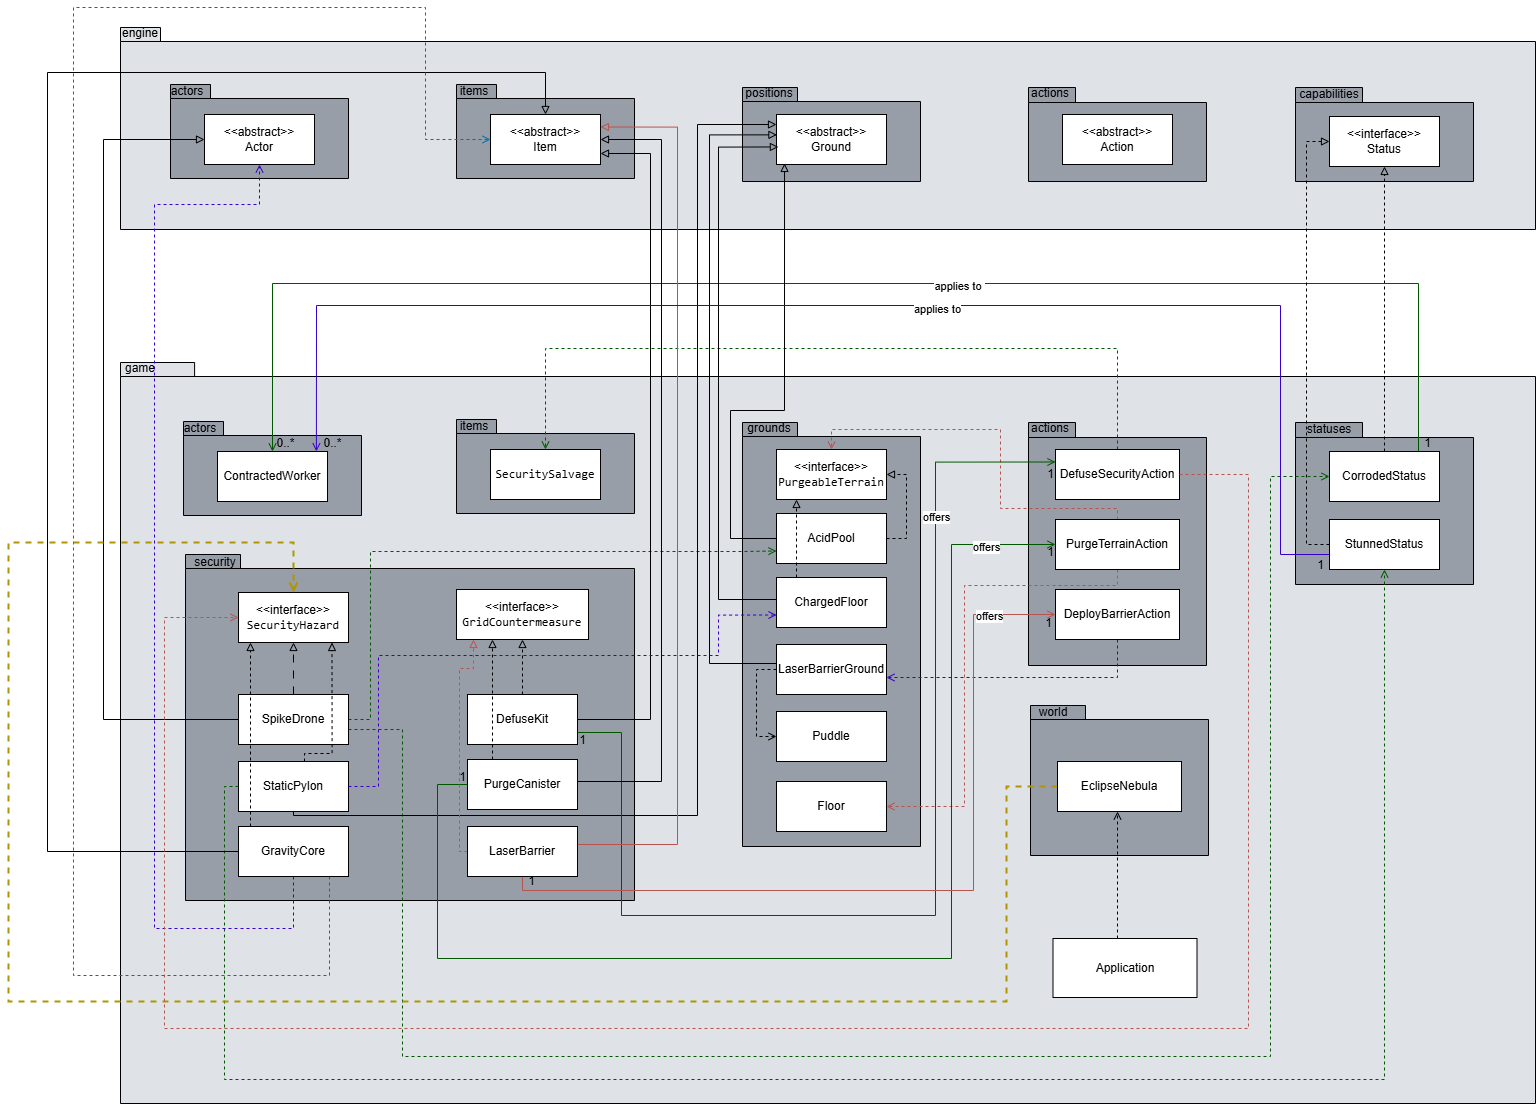 engine
actors
<<abstract>>
Actor
items
<<abstract>>
Item
positions
<<abstract>>
Ground
actions
<<abstract>>
Action
capabilities
<<interface>>
Status
applies to
applies to
game
actors
0..*
0..*
ContractedWorker
items
SecuritySalvage
grounds
<<interface>>
PurgeableTerrain
AcidPool
ChargedFloor
LaserBarrierGround
Puddle
Floor
offers
offers
offers
actions
DefuseSecurityAction
1
PurgeTerrainAction
1
DeployBarrierAction
1
statuses
1
CorrodedStatus
StunnedStatus
1
security
<<interface>>
SecurityHazard
<<interface>>
GridCountermeasure
SpikeDrone
DefuseKit
1
StaticPylon
1
PurgeCanister
GravityCore
LaserBarrier
1
world
EclipseNebula
Application